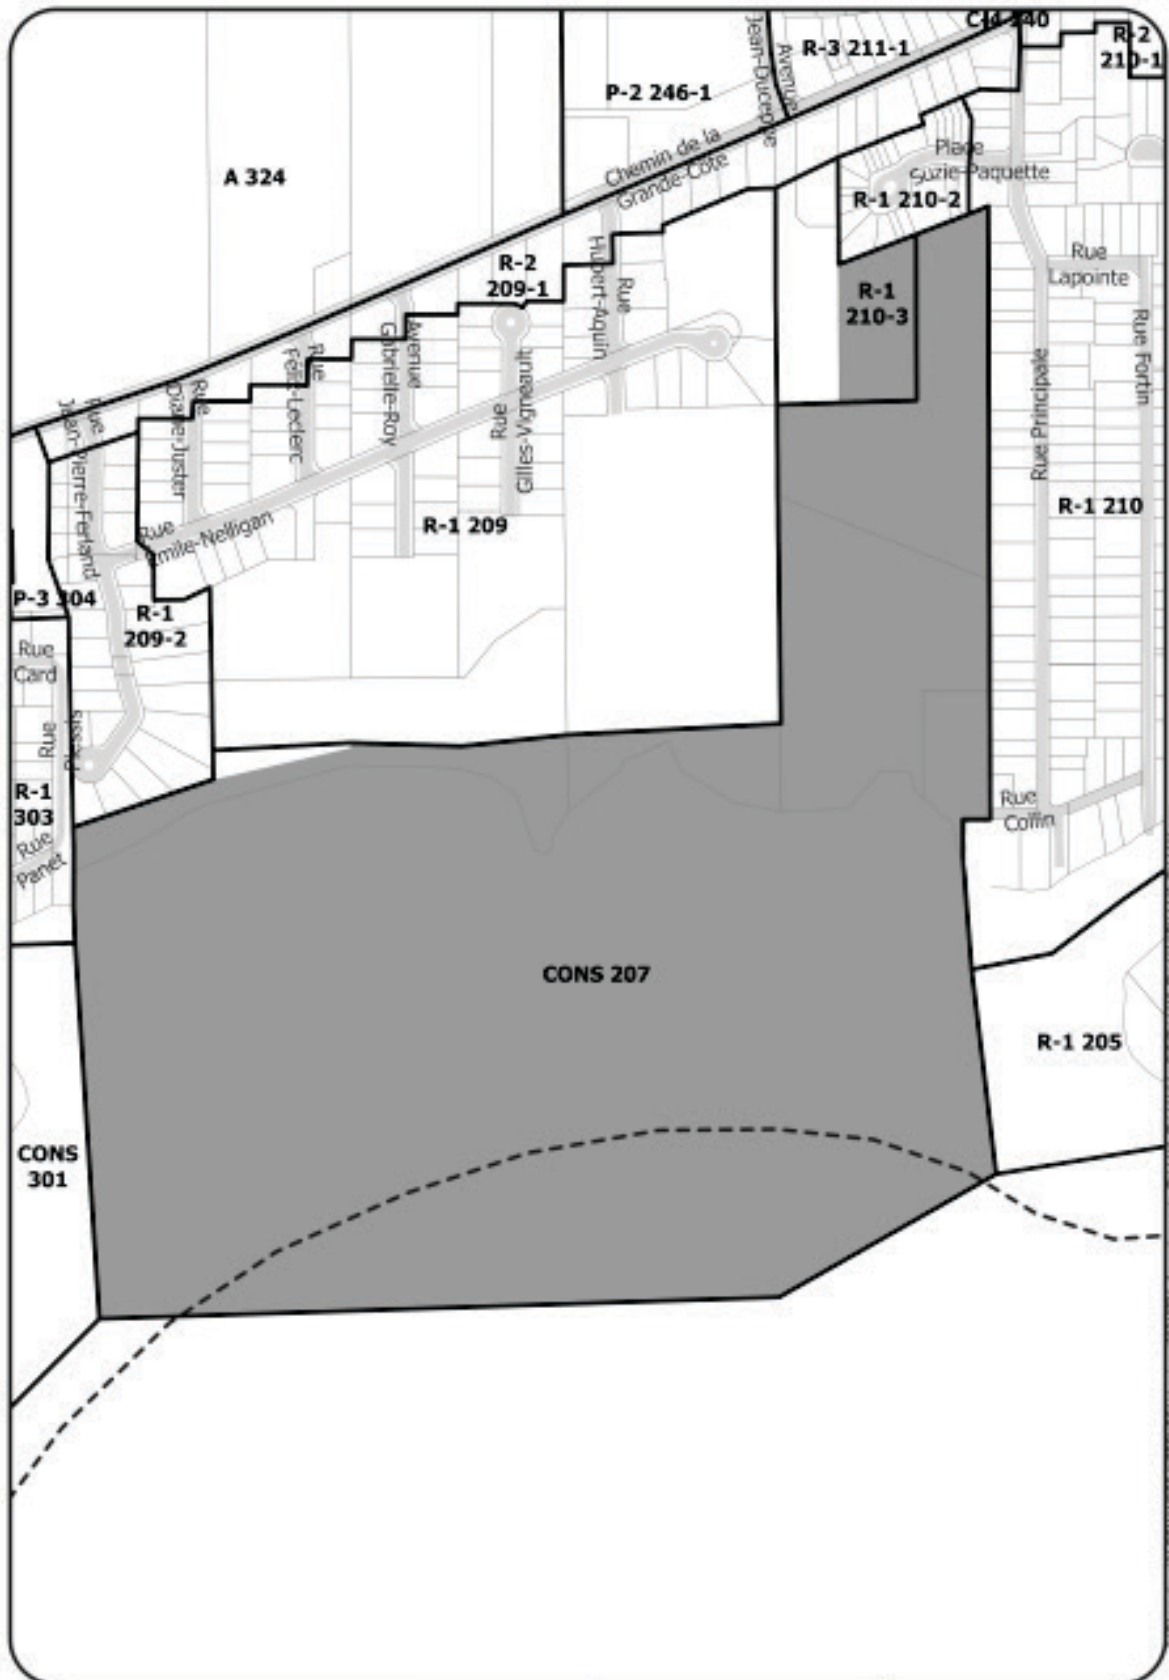 C-4 240
R-3 211-1
R-2
210-1
Avenue
Jean-Duceppe
P-2 246-1
Chemin de la
Grande-Côte
Place
Suzie-Paquette
A 324
R-1 210-2
R-2
209-1
Rue
Lapointe
R-1
210-3
Rue
Hubert-Aquin
Avenue
Gabrielle-Roy
Rue
Félix-Leclerc
Rue
Gilles-Vigneault
Rue Fortin
Rue Principale
Rue
Jean-Pierre-Ferland
Rue
Olaile-Juster
R-1 210
R-1 209
Rue
Émile-Nelligan
P-3 304
R-1
209-2
Rue
Card
Rue
R-1
303
Rue
Panet
Rue
Collin
CONS 207
R-1 205
CONS
301